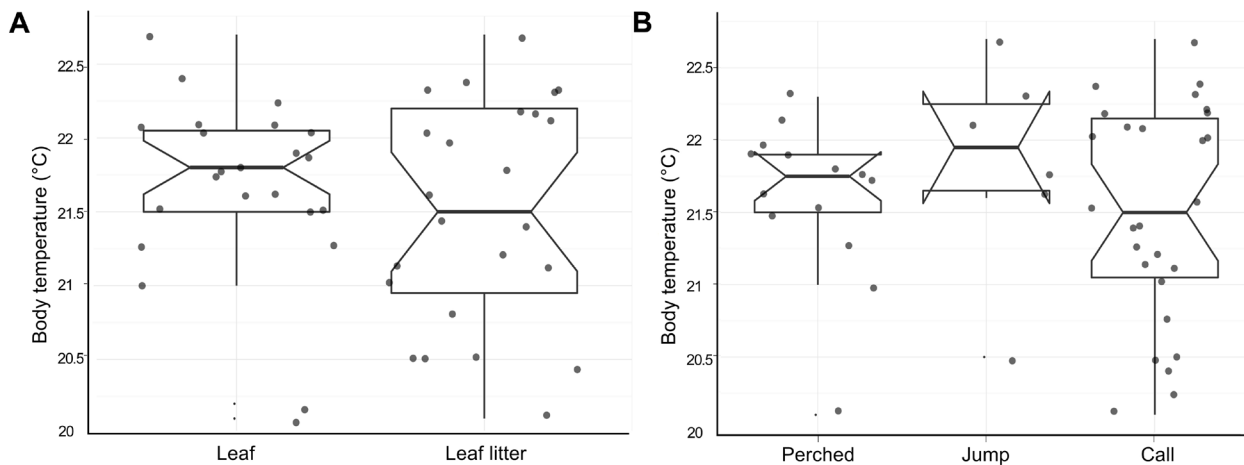 A
Body temperature (°C)
22.5
22
21.5
21
20.5
20
Leaf
Leaf litter
B
Body temperature (°C)
22.5
22
21.5
21
20.5
20
Perched
Jump
Call